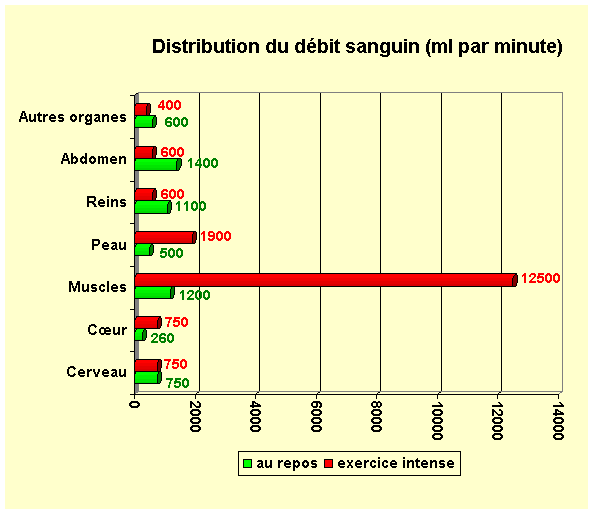 Distribution du débit sanguin (ml par minute)
Autres organes
400
600
Abdomen
600
1400
Reins
600
1100
Peau
1900
500
Muscles
12500
1200
Cœur
750
260
Cerveau
750
750
0
2000
4000
6000
8000
10000
12000
14000
au repos
exercice intense